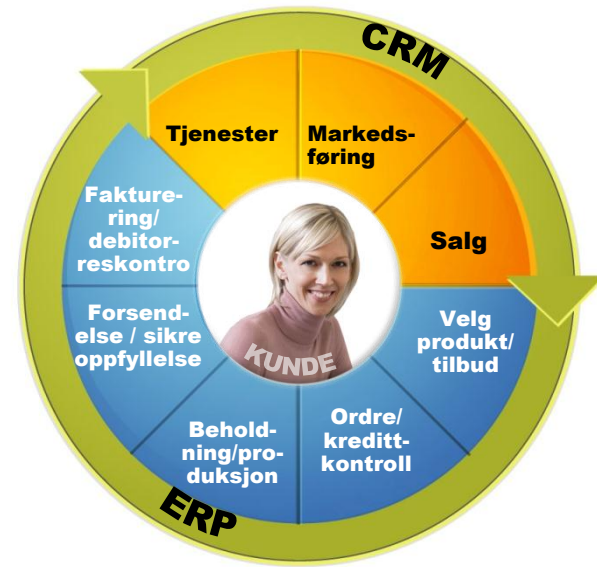 CRM
Tjenester
Markeds-
føring
Salg
Velg
produkt/
tilbud
Ordre/
kreditt-
kontroll
Behold-
ning/pro-
duksjon
Forsend-
else / sikre
oppfyllelse
Fakture-
ring/
debitor-
reskontro
KUNDE
ERP